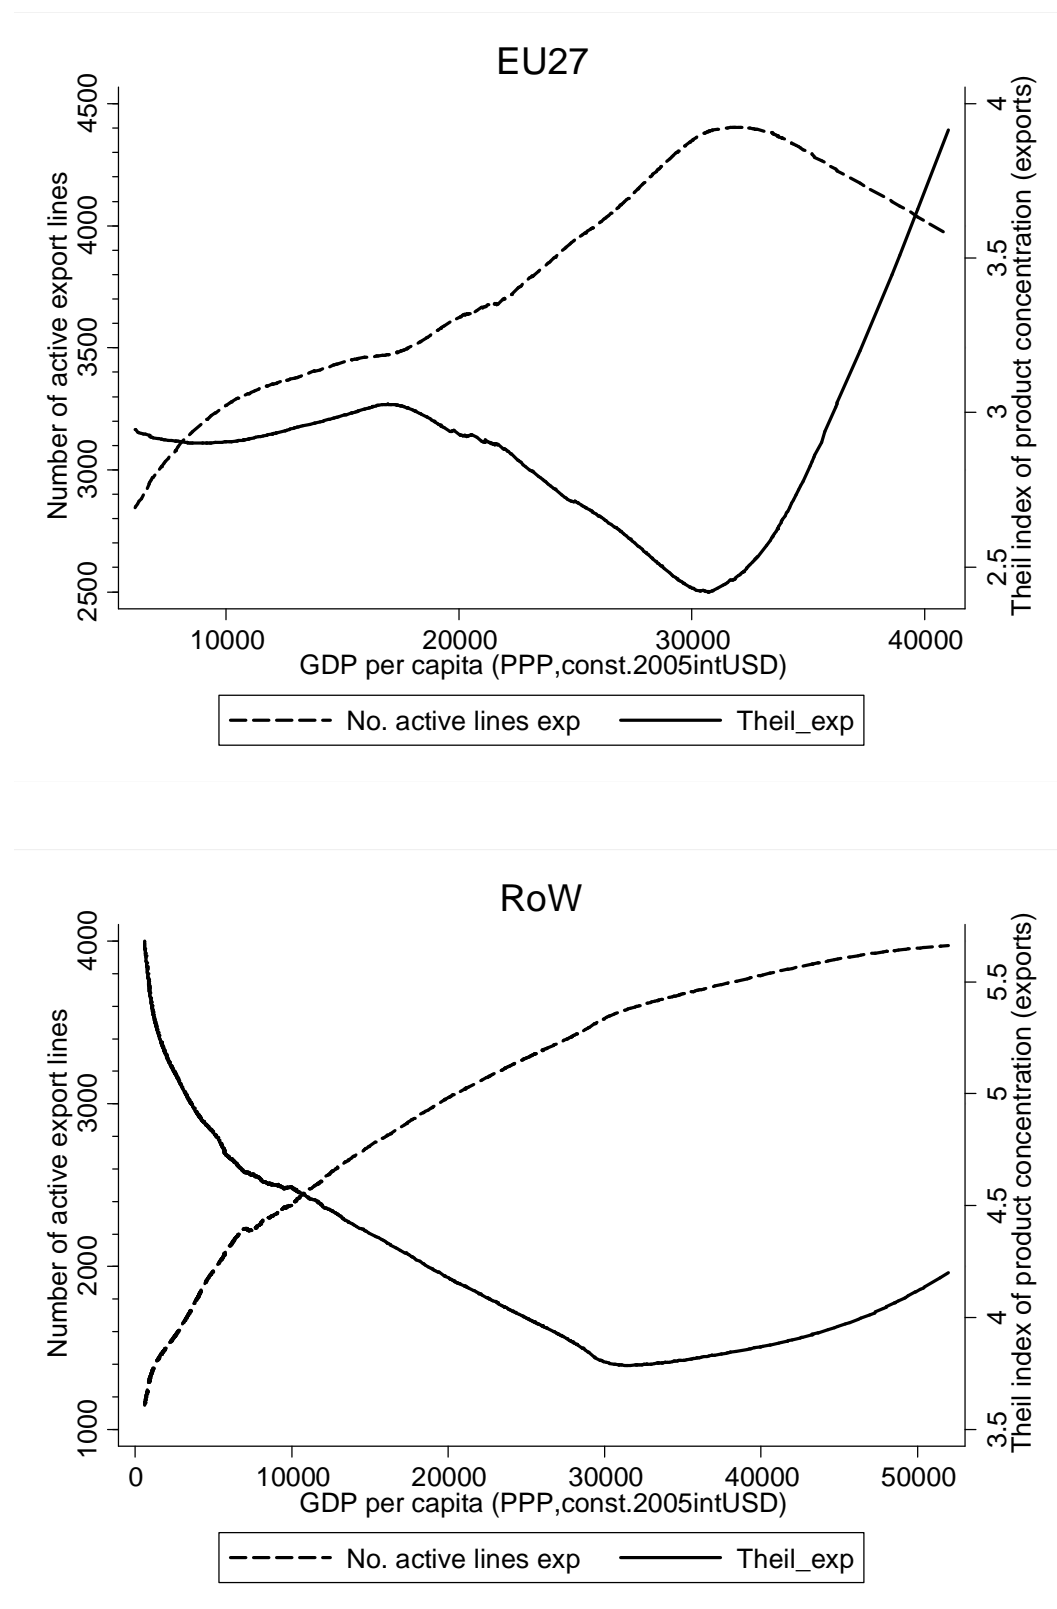 EU27
Number of active export lines
4500
4000
3500
3000
2500
Theil index of product concentration (exports)
4
3.5
3
2.5
10000 20000 30000 40000
GDP per capita (PPP,const.2005intUSD)
No. active lines exp Theil_exp
RoW
Number of active export lines
4000
3000
2000
1000
Theil index of product concentration (exports)
5.5
5
4.5
4
3.5
0 10000 20000 30000 40000 50000
GDP per capita (PPP,const.2005intUSD)
No. active lines exp Theil_exp